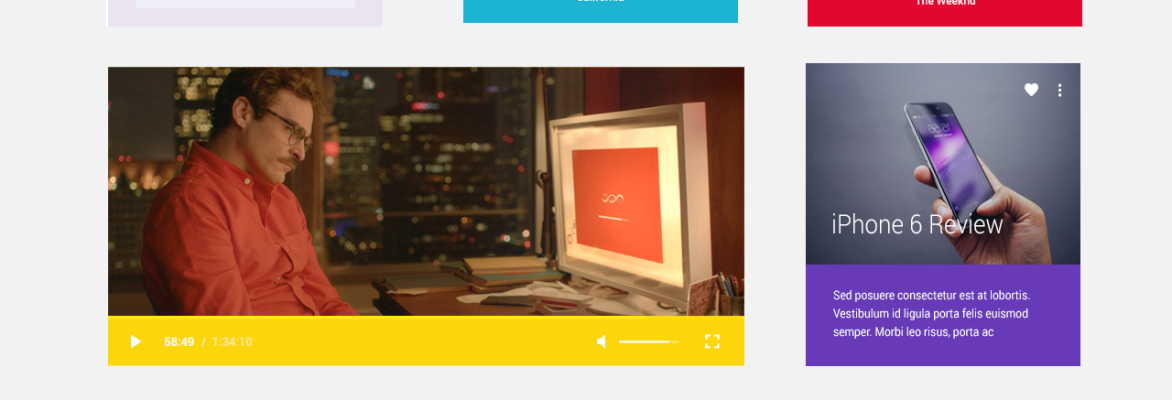 California
The Weeknd
iPhone 6 Review
Sed posuere consectetur est at lobortis.
Vestibulum id ligula porta felis euismod
semper. Morbi leo risus, porta ac
58:49 / 1:34:10